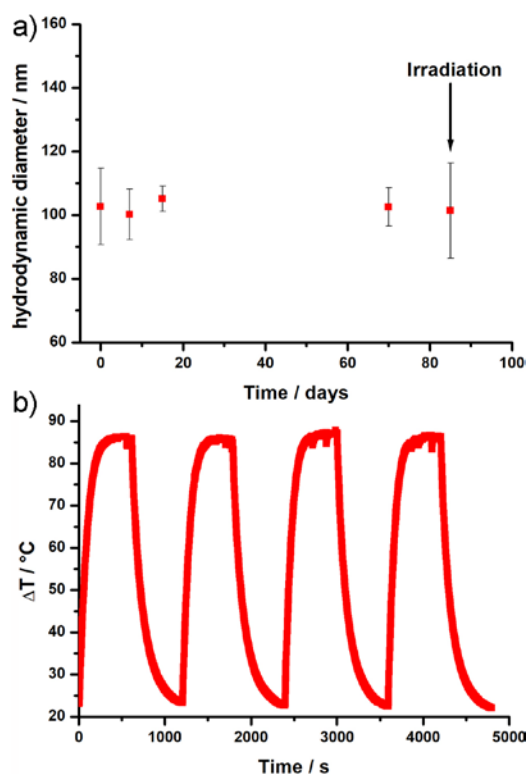 a)
160
140
120
100
80
60
hydrodynamic diameter / nm
Irradiation
0 20 40 60 80 100
Time / days
b)
90
80
70
60
50
40
30
20
ΔT / °C
0 1000 2000 3000 4000 5000
Time / s